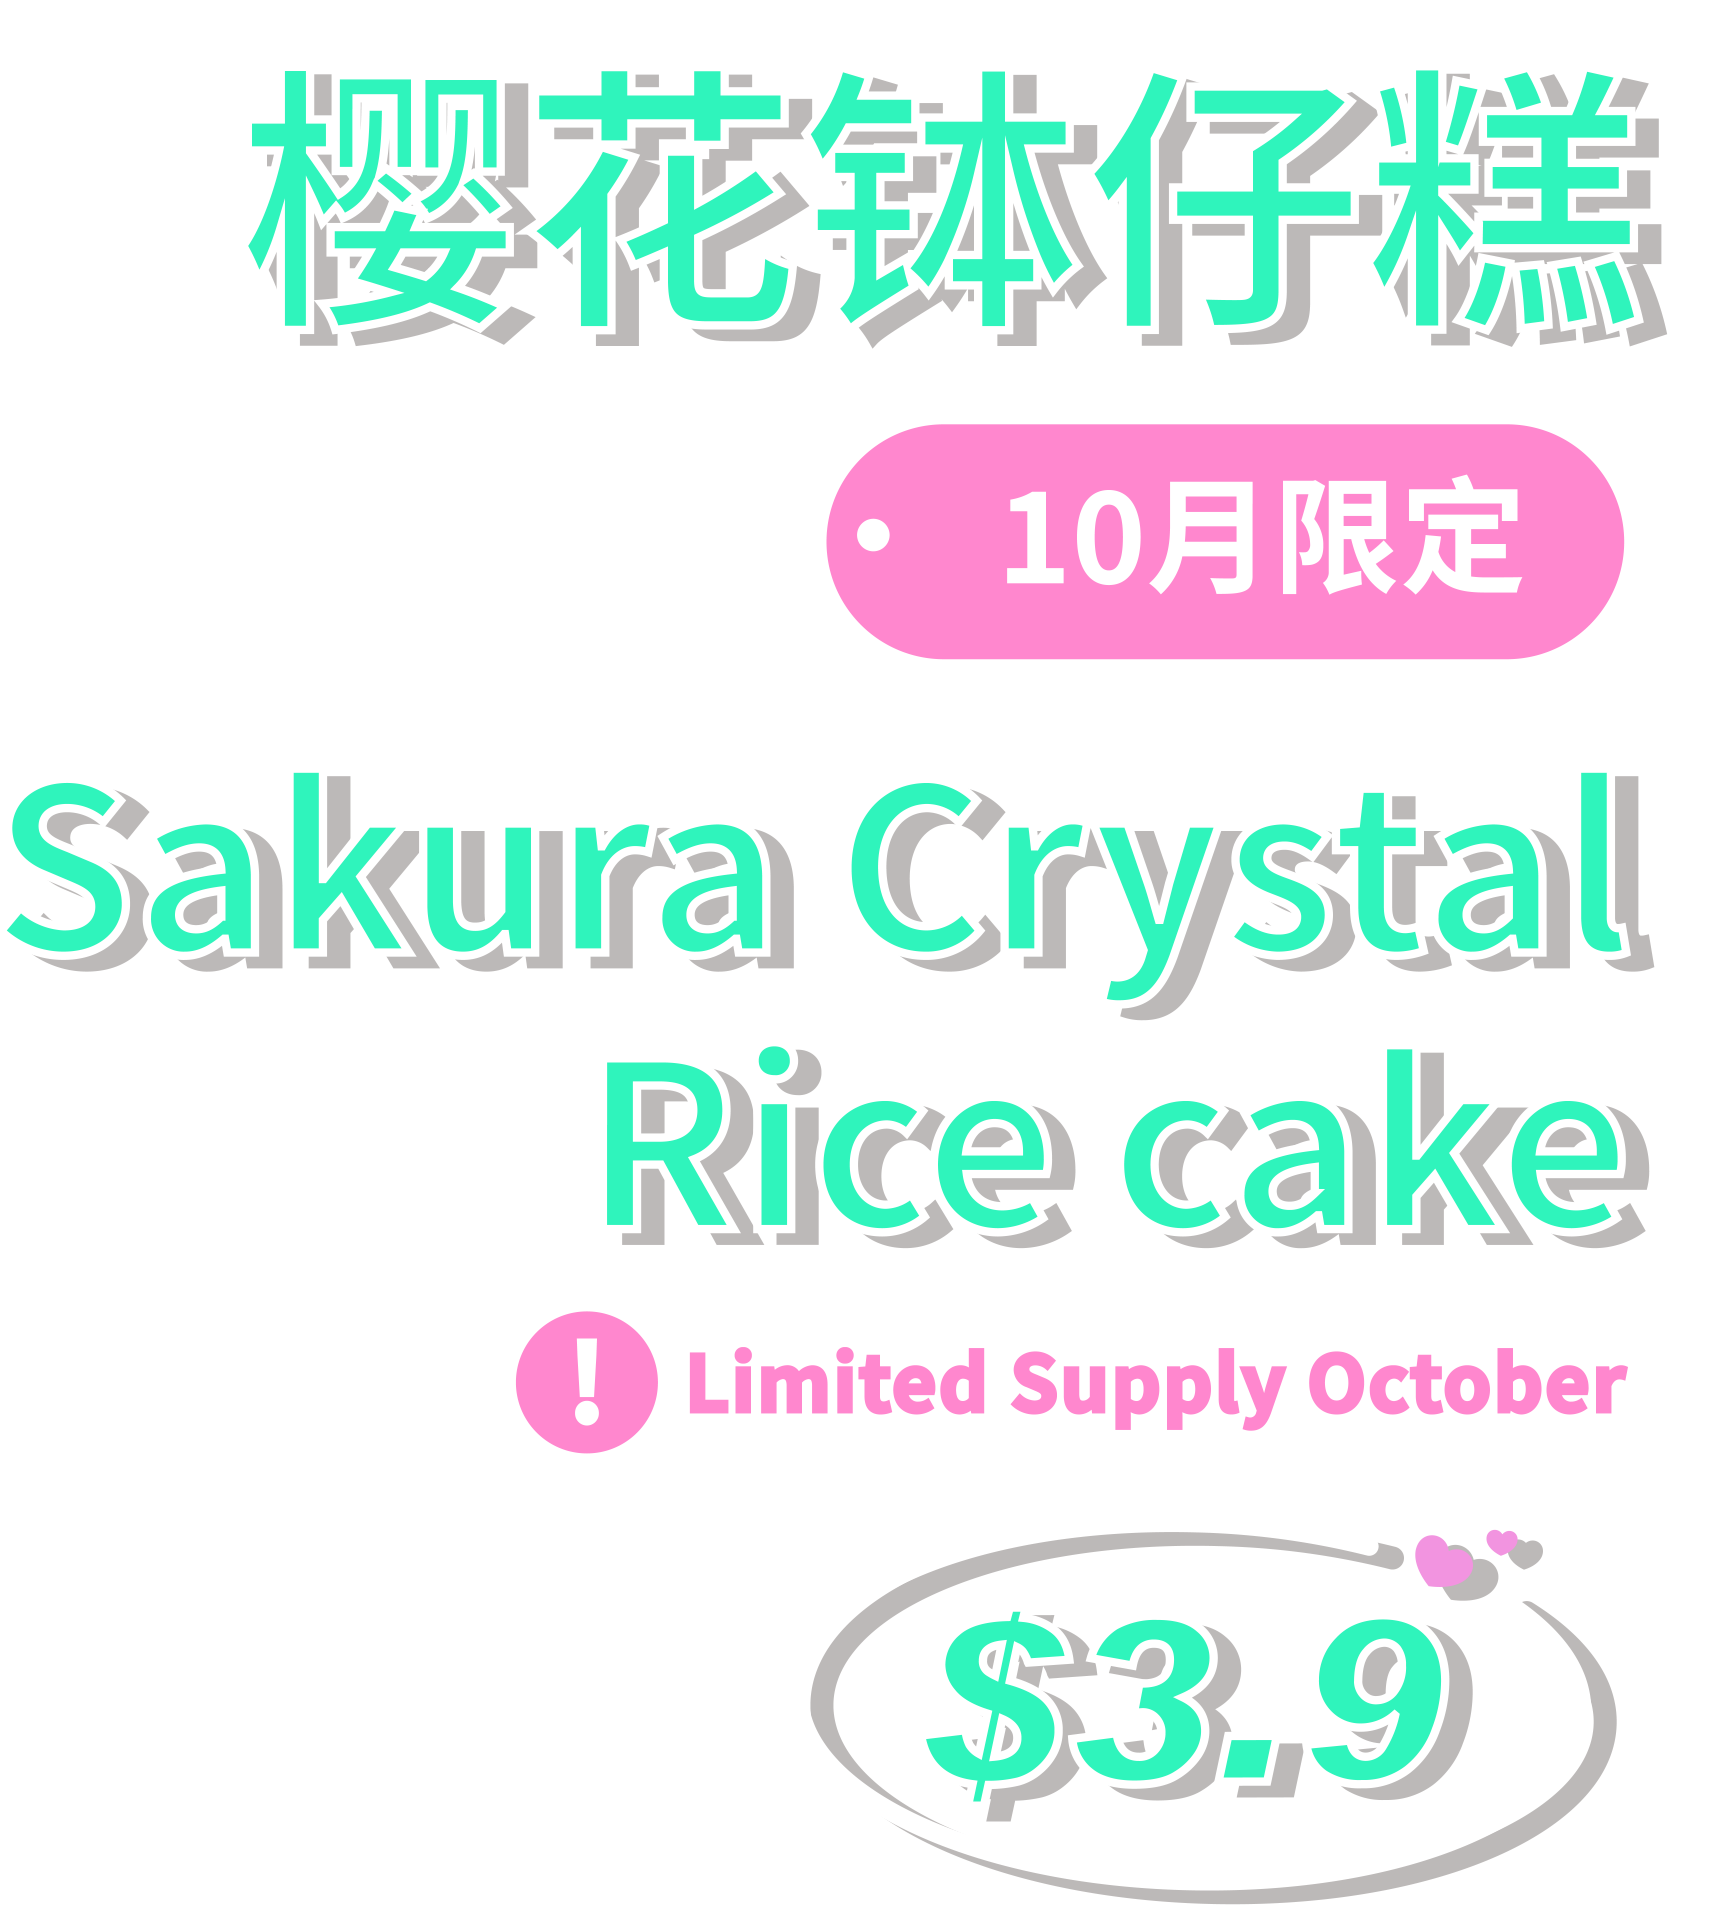 樱花钵仔糕
10月限定
Sakura Crystal
Rice cake
! Limited Supply October
$3.9